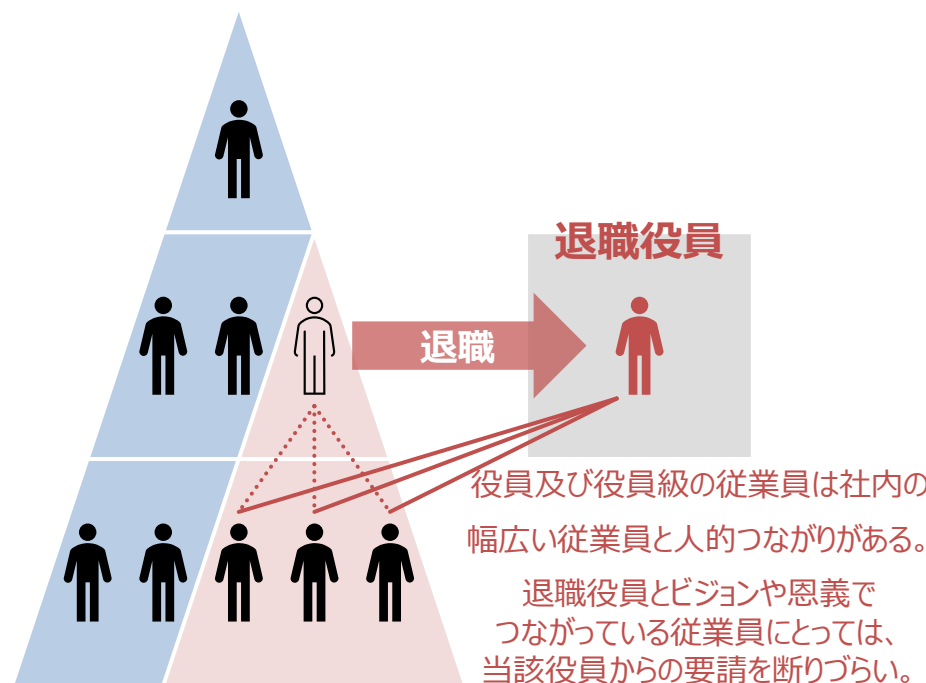 退職役員
退職
役員及び役員級の従業員は社内の
幅広い従業員と人的つながりがある。
退職役員とビジョンや恩義で
つながっている従業員にとっては、
当該役員からの要請を断りづらい。